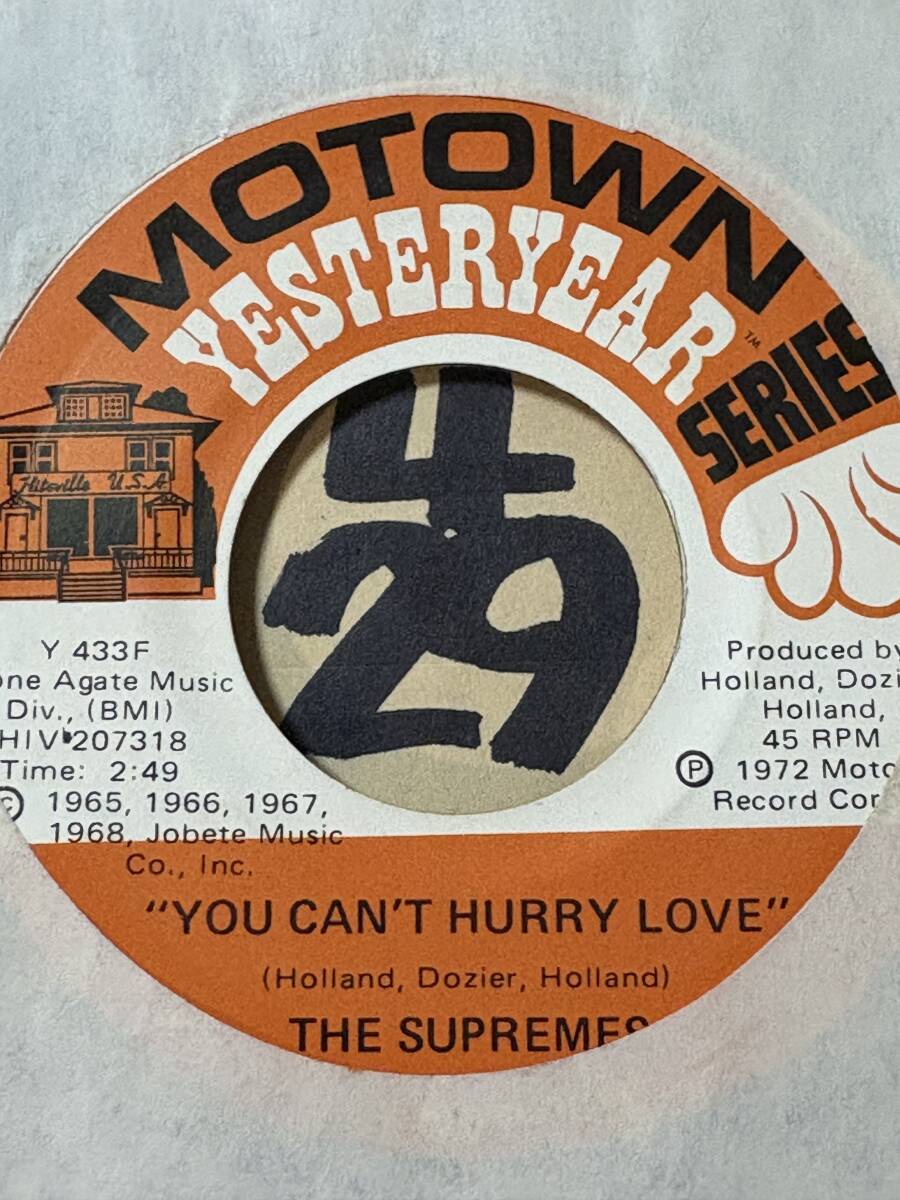 MOTOWN
YESTERYEAR™
SERIES
Hitsville U.S.A
4
29
Y 433F
one Agate Music
Div., (BMI)
HIV 207318
Time: 2:49
© 1965, 1966, 1967,
1968, Jobete Music
Co., Inc.
Produced by
Holland, Dozi
Holland,
45 RPM
Ⓟ 1972 Moto
Record Cor
"YOU CAN'T HURRY LOVE"
(Holland, Dozier, Holland)
THE SUPREMES